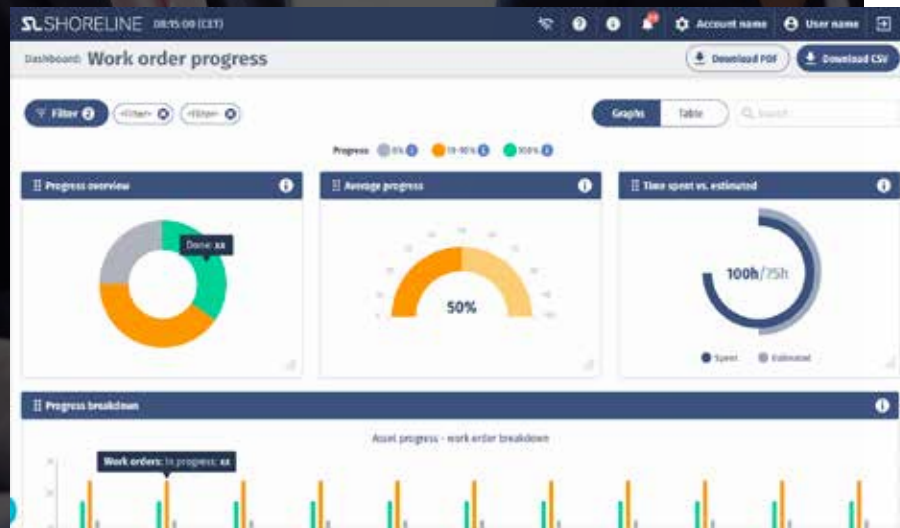 SHORELINE 08:15:00 (CET)
Account name
User name
Dashboard: Work order progress
Download PDF
Download CSV
Filter 2
<Filter>
<Filter>
Graphs
Table
Search
Progress 0% 10-90% 100%
Progress overview
Average progress
Time spent vs. estimated
Done: xx
50%
100h/75h
Spent
Estimated
Progress breakdown
Asset progress - work order breakdown
Work orders: In progress: xx